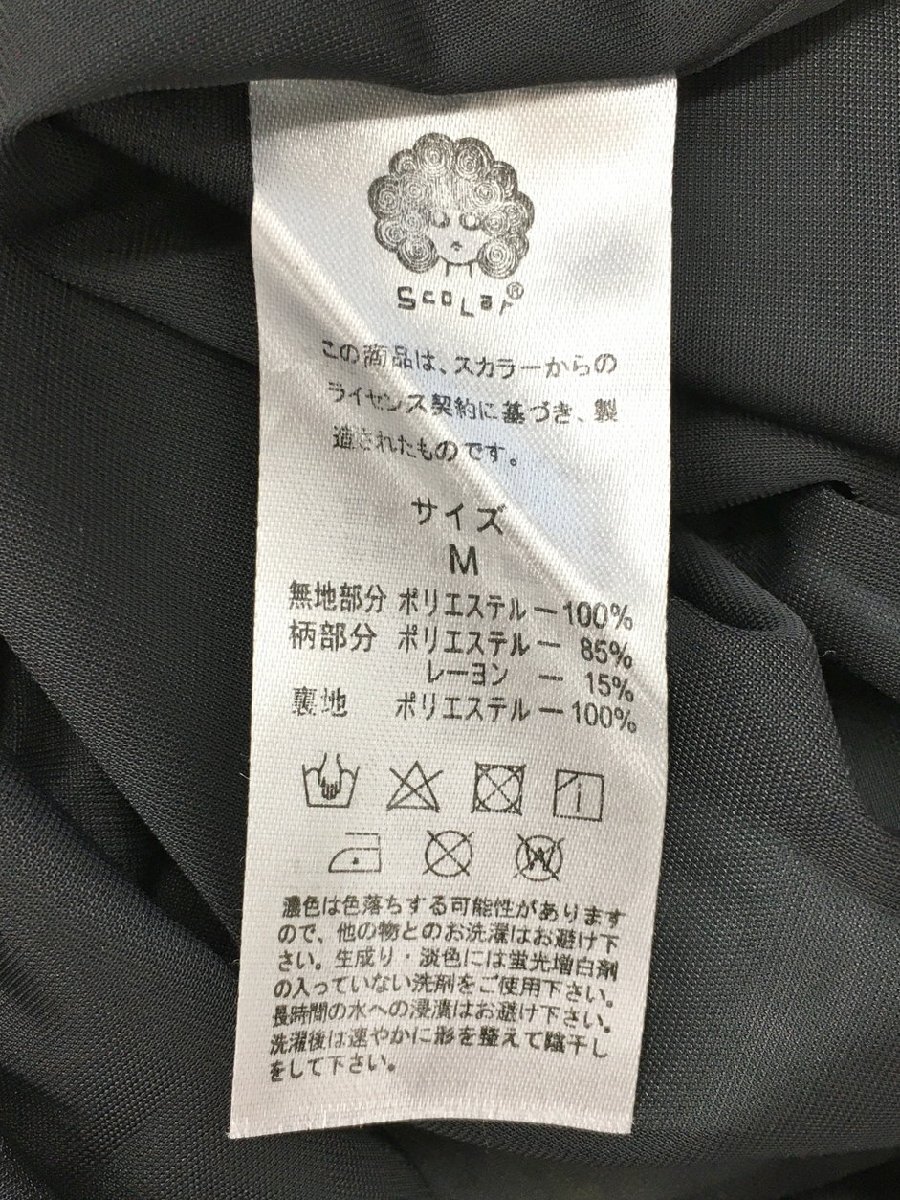 ScoLar®
この商品は、スカラーからの
ライセンス契約に基づき、製
造されたものです。
サイズ
M
無地部分 ポリエステル ー 100%
柄部分 ポリエステル ー 85%
レーヨン ー 15%
裏地 ポリエステル ー 100%
W
濃色は色落ちする可能性があります
ので、他の物とのお洗濯はお避け下
さい。生成り・淡色には蛍光増白剤
の入っていない洗剤をご使用下さい。
長時間の水への浸漬はお避け下さい。
洗濯後は速やかに形を整えて陰干し
をして下さい。